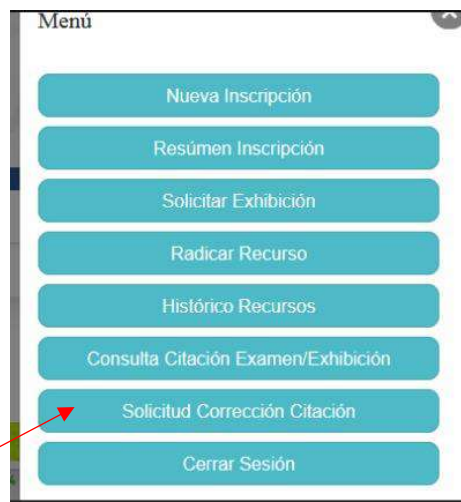 Menú
Nueva Inscripción
Resúmen Inscripción
Solicitar Exhibición
Radicar Recurso
Histórico Recursos
Consulta Citación Examen/Exhibición
Solicitud Corrección Citación
Cerrar Sesión